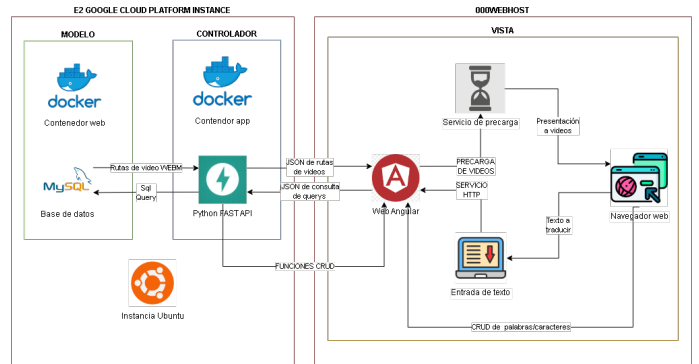 E2 GOOGLE CLOUD PLATFORM INSTANCE
000WEBHOST
MODELO
CONTROLADOR
VISTA
docker
Contenedor web
docker
Contendor app
Servicio de precarga
Presentación
a videos
Rutas de video WEBM
JSON de rutas
de videos
PRECARGA
DE VIDEOS
MySQL
Sql
Query
JSON de consulta
de querys
SERVICIO
HTTP
Base de datos
Python FAST API
Web Angular
Navegador web
Texto a
traducir
FUNCIONES CRUD
Entrada de texto
Instancia Ubuntu
CRUD de palabras/caracteres